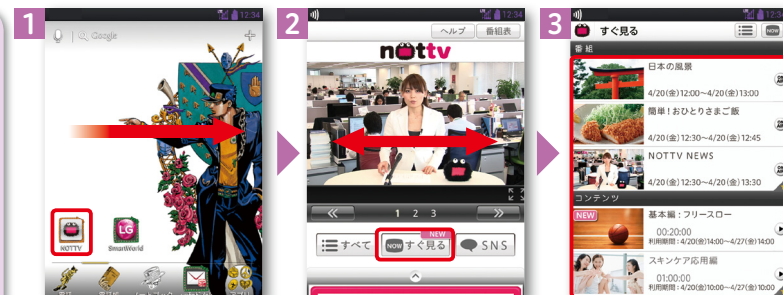 1
12:34
Google
NOTTV
LG
SmartWorld
2
12:34
ヘルプ
番組表
nottv
1 2 3
すべて
NEW
NOW すぐ見る
SNS
3
12:34
すぐ見る
NOW
番組
日本の風景
4/20(金)12:00～4/20(金)13:00
簡単!おひとりさまご飯
4/20(金)12:30～4/20(金)12:45
NOTTV NEWS
4/20(金)12:30～4/20(金)13:30
コンテンツ
NEW
基本編:フリースロー
00:20:00
利用期間:4/20(金)14:00～4/27(金)14:00
スキンケア応用編
01:00:00
利用期間:4/20(金)10:00～4/27(金)10:00